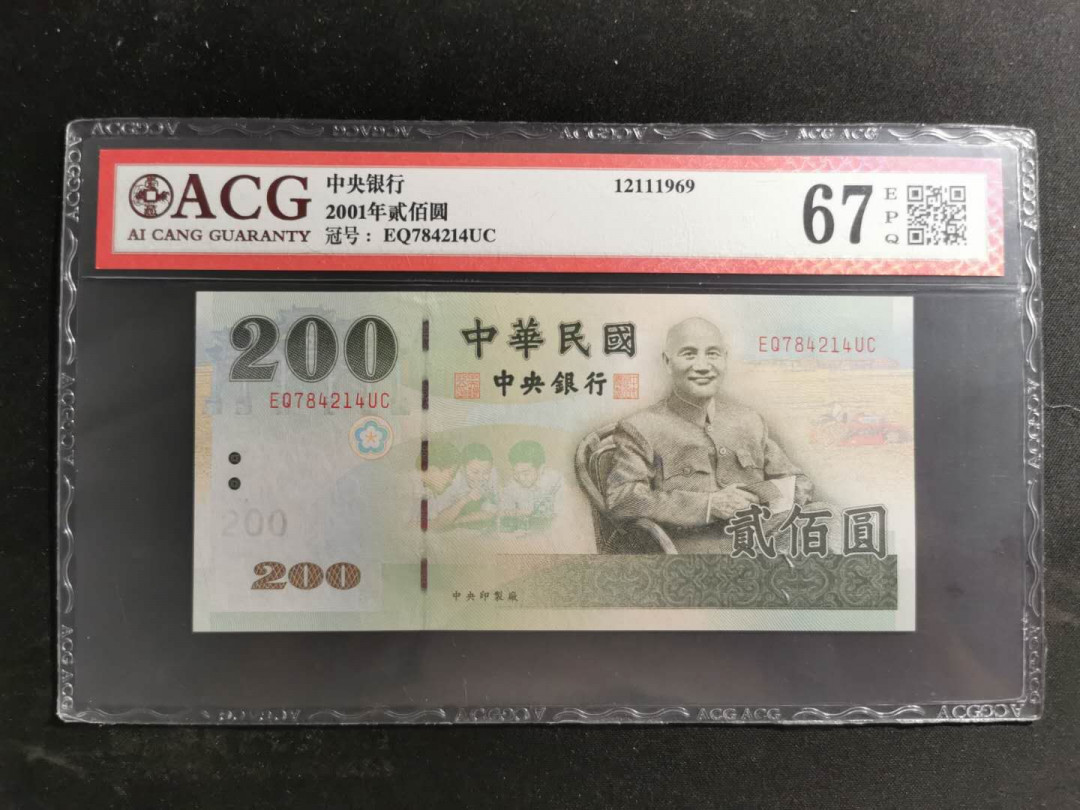 ACG
AI CANG GUARANTY
中央银行
2001年贰佰圆
冠号： EQ784214UC
12111969
67
EPQ
200
中華民國
中央銀行
EQ784214UC
EQ784214UC
200
貳佰圓
200
中央印製廠